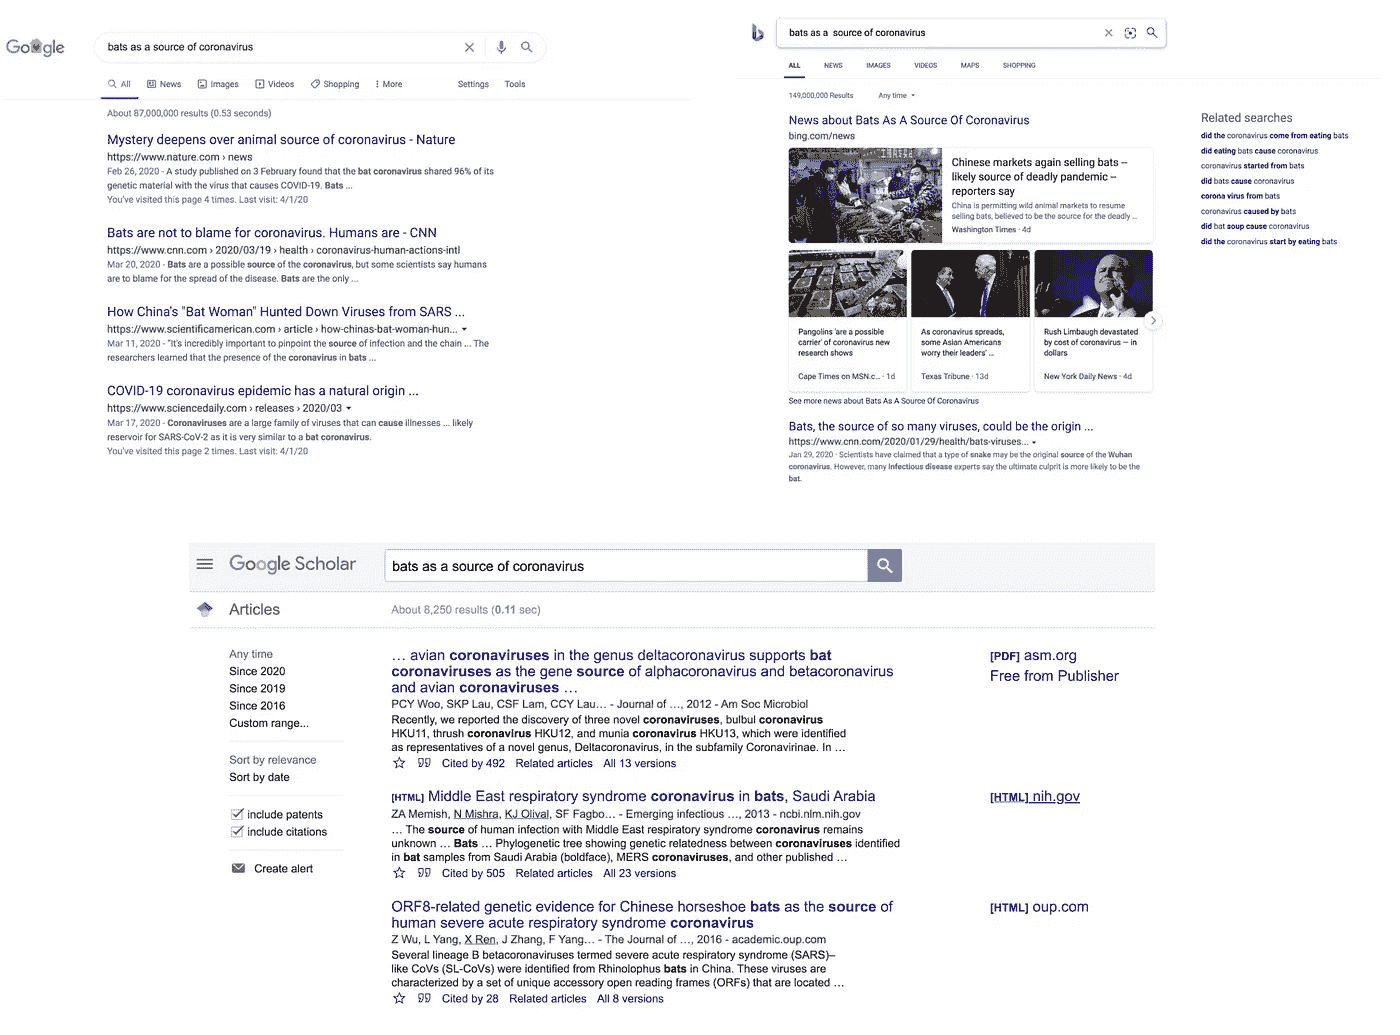 Google
bats as a source of coronavirus
All News Images Videos Shopping More Settings Tools
About 87,000,000 results (0.53 seconds)
Mystery deepens over animal source of coronavirus - Nature
https://www.nature.com › news
Feb 26, 2020 - A study published on 3 February found that the bat coronavirus shared 96% of its
genetic material with the virus that causes COVID-19. Bats ...
You've visited this page 4 times. Last visit: 4/1/20
Bats are not to blame for coronavirus. Humans are - CNN
https://www.cnn.com › 2020/03/19 › health › coronavirus-human-actions-intl
Mar 20, 2020 - Bats are a possible source of the coronavirus, but some scientists say humans
are to blame for the spread of the disease. Bats are the only ...
How China's "Bat Woman" Hunted Down Viruses from SARS ...
https://www.scientificamerican.com › article › how-chinas-bat-woman-hun...
Mar 11, 2020 - "It's incredibly important to pinpoint the source of infection and the chain ... The
researchers learned that the presence of the coronavirus in bats ...
COVID-19 coronavirus epidemic has a natural origin ...
https://www.sciencedaily.com › releases › 2020/03
Mar 17, 2020 - Coronaviruses are a large family of viruses that can cause illnesses ... likely
reservoir for SARS-CoV-2 as it is very similar to a bat coronavirus.
You've visited this page 2 times. Last visit: 4/1/20
bats as a source of coronavirus
ALL NEWS IMAGES VIDEOS MAPS SHOPPING
149,000,000 Results Any time
News about Bats As A Source Of Coronavirus
bing.com/news
Chinese markets again selling bats --
likely source of deadly pandemic --
reporters say
China is permitting wild animal markets to resume
selling bats, believed to be the source for the deadly ...
Washington Times · 4d
Pangolins 'are a possible
carrier' of coronavirus new
research shows
Cape Times on MSN.c... · 1d
As coronavirus spreads,
some Asian Americans
worry their leaders' ...
Texas Tribune · 13d
Rush Limbaugh devastated
by cost of coronavirus — in
dollars
New York Daily News · 4d
See more news about Bats As A Source Of Coronavirus
Bats, the source of so many viruses, could be the origin ...
https://www.cnn.com/2020/01/29/health/bats-viruses...
Jan 29, 2020 · Scientists have claimed that a type of snake may be the original source of the Wuhan
coronavirus. However, many infectious disease experts say the ultimate culprit is more likely to be the
bat.
Related searches
did the coronavirus come from eating bats
did eating bats cause coronavirus
coronavirus started from bats
did bats cause coronavirus
corona virus from bats
coronavirus caused by bats
did bat soup cause coronavirus
did the coronavirus start by eating bats
Google Scholar
bats as a source of coronavirus
Articles
About 8,250 results (0.11 sec)
Any time
Since 2020
Since 2019
Since 2016
Custom range...
Sort by relevance
Sort by date
include patents
include citations
Create alert
... avian coronaviruses in the genus deltacoronavirus supports bat
coronaviruses as the gene source of alphacoronavirus and betacoronavirus
and avian coronaviruses ...
PCY Woo, SKP Lau, CSF Lam, CCY Lau... - Journal of ..., 2012 - Am Soc Microbiol
Recently, we reported the discovery of three novel coronaviruses, bulbul coronavirus
HKU11, thrush coronavirus HKU12, and munia coronavirus HKU13, which were identified
as representatives of a novel genus, Deltacoronavirus, in the subfamily Coronavirinae. In ...
Cited by 492 Related articles All 13 versions
[PDF] asm.org
Free from Publisher
[HTML] Middle East respiratory syndrome coronavirus in bats, Saudi Arabia
ZA Memish, N Mishra, KJ Olival, SF Fagbo... - Emerging infectious ..., 2013 - ncbi.nlm.nih.gov
... The source of human infection with Middle East respiratory syndrome coronavirus remains
unknown ... Bats ... Phylogenetic tree showing genetic relatedness between coronaviruses identified
in bat samples from Saudi Arabia (boldface), MERS coronaviruses, and other published ...
Cited by 505 Related articles All 23 versions
[HTML] nih.gov
ORF8-related genetic evidence for Chinese horseshoe bats as the source of
human severe acute respiratory syndrome coronavirus
Z Wu, L Yang, X Ren, J Zhang, F Yang... - The Journal of ..., 2016 - academic.oup.com
Several lineage B betacoronaviruses termed severe acute respiratory syndrome (SARS)–
like CoVs (SL-CoVs) were identified from Rhinolophus bats in China. These viruses are
characterized by a set of unique accessory open reading frames (ORFs) that are located ...
Cited by 28 Related articles All 8 versions
[HTML] oup.com